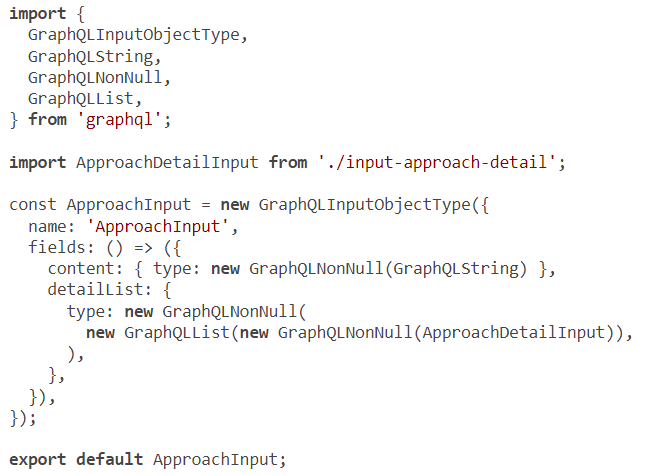 import {
  GraphQLInputObjectType,
  GraphQLString,
  GraphQLNonNull,
  GraphQLList,
} from 'graphql';

import ApproachDetailInput from './input-approach-detail';

const ApproachInput = new GraphQLInputObjectType({
  name: 'ApproachInput',
  fields: () => ({
    content: { type: new GraphQLNonNull(GraphQLString) },
    detailList: {
      type: new GraphQLNonNull(
        new GraphQLList(new GraphQLNonNull(ApproachDetailInput)),
      ),
    },
  }),
});

export default ApproachInput;